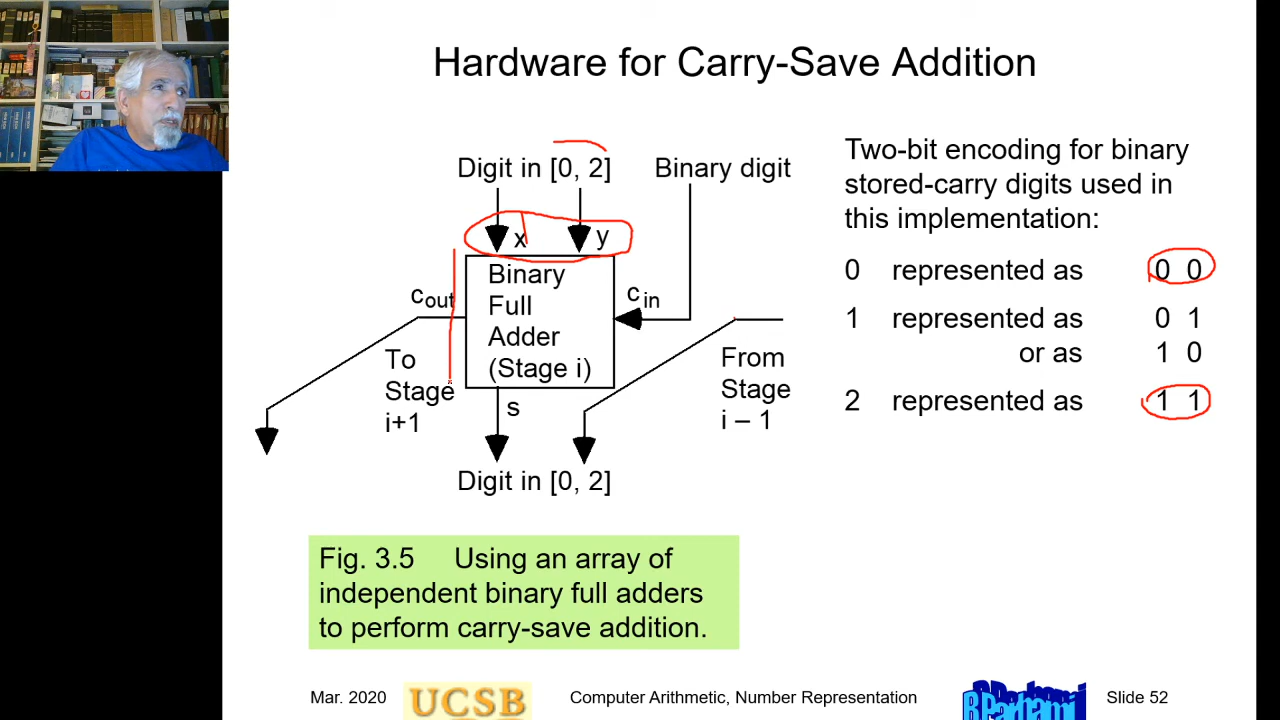 Hardware for Carry-Save Addition
Digit in [0, 2]
Binary digit
x
y
Binary
Full
Adder
(Stage i)
cout
cin
To
Stage
i+1
From
Stage
i – 1
s
Digit in [0, 2]
Two-bit encoding for binary
stored-carry digits used in
this implementation:
0 represented as 0 0
1 represented as 0 1
or as 1 0
2 represented as 1 1
Fig. 3.5 Using an array of
independent binary full adders
to perform carry-save addition.
Mar. 2020
UCSB
Computer Arithmetic, Number Representation
B Parhami
Slide 52